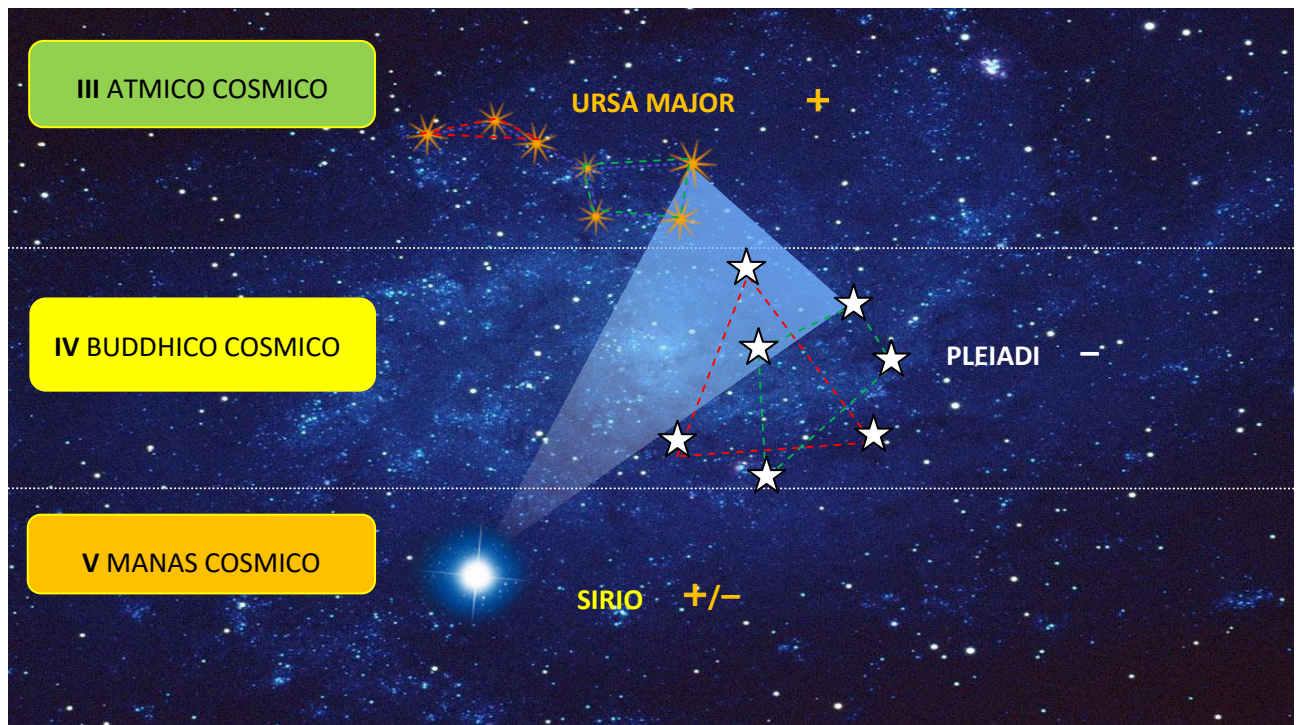 III ATMICO COSMICO
URSA MAJOR +
IV BUDDHICO COSMICO
PLEIADI –
V MANAS COSMICO
SIRIO +/–